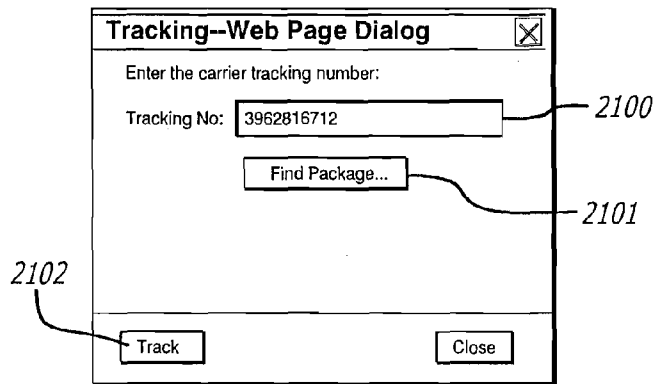 Tracking--Web Page Dialog
Enter the carrier tracking number:
Tracking No: 3962816712
2100
Find Package...
2101
2102
Track Close